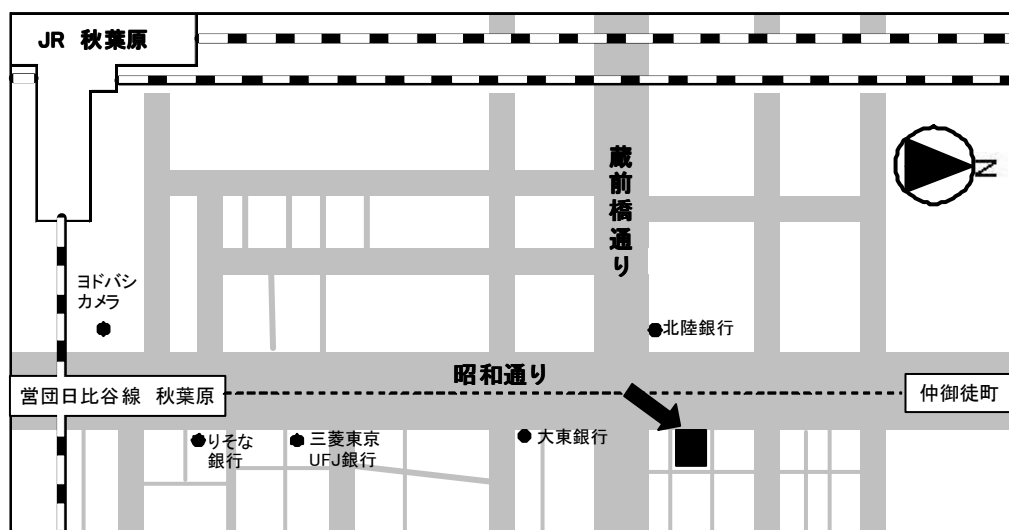 JR 秋葉原
蔵前橋通り
N
ヨドバシ
カメラ
北陸銀行
昭和通り
営団日比谷線 秋葉原
仲御徒町
りそな
銀行
三菱東京
UFJ銀行
大東銀行